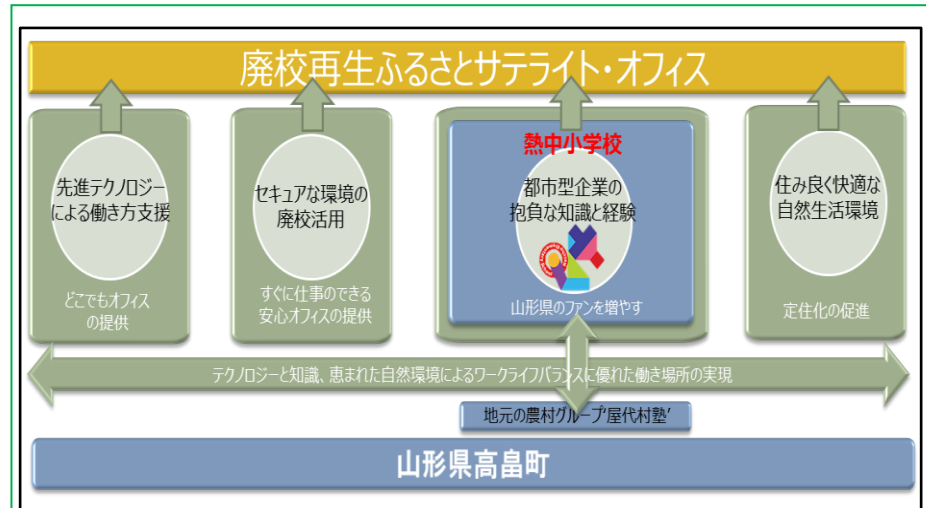 廃校再生ふるさとサテライト・オフィス
先進テクノロジー
による働き方支援
どこでもオフィス
の提供
セキュアな環境の
廃校活用
すぐに仕事のできる
安心オフィスの提供
熱中小学校
都市型企業の
抱負な知識と経験
山形県のファンを増やす
住み良く快適な
自然生活環境
定住化の促進
テクノロジーと知識、恵まれた自然環境によるワークライフバランスに優れた働き場所の実現
地元の農村グループ‘屋代村塾’
山形県高畠町